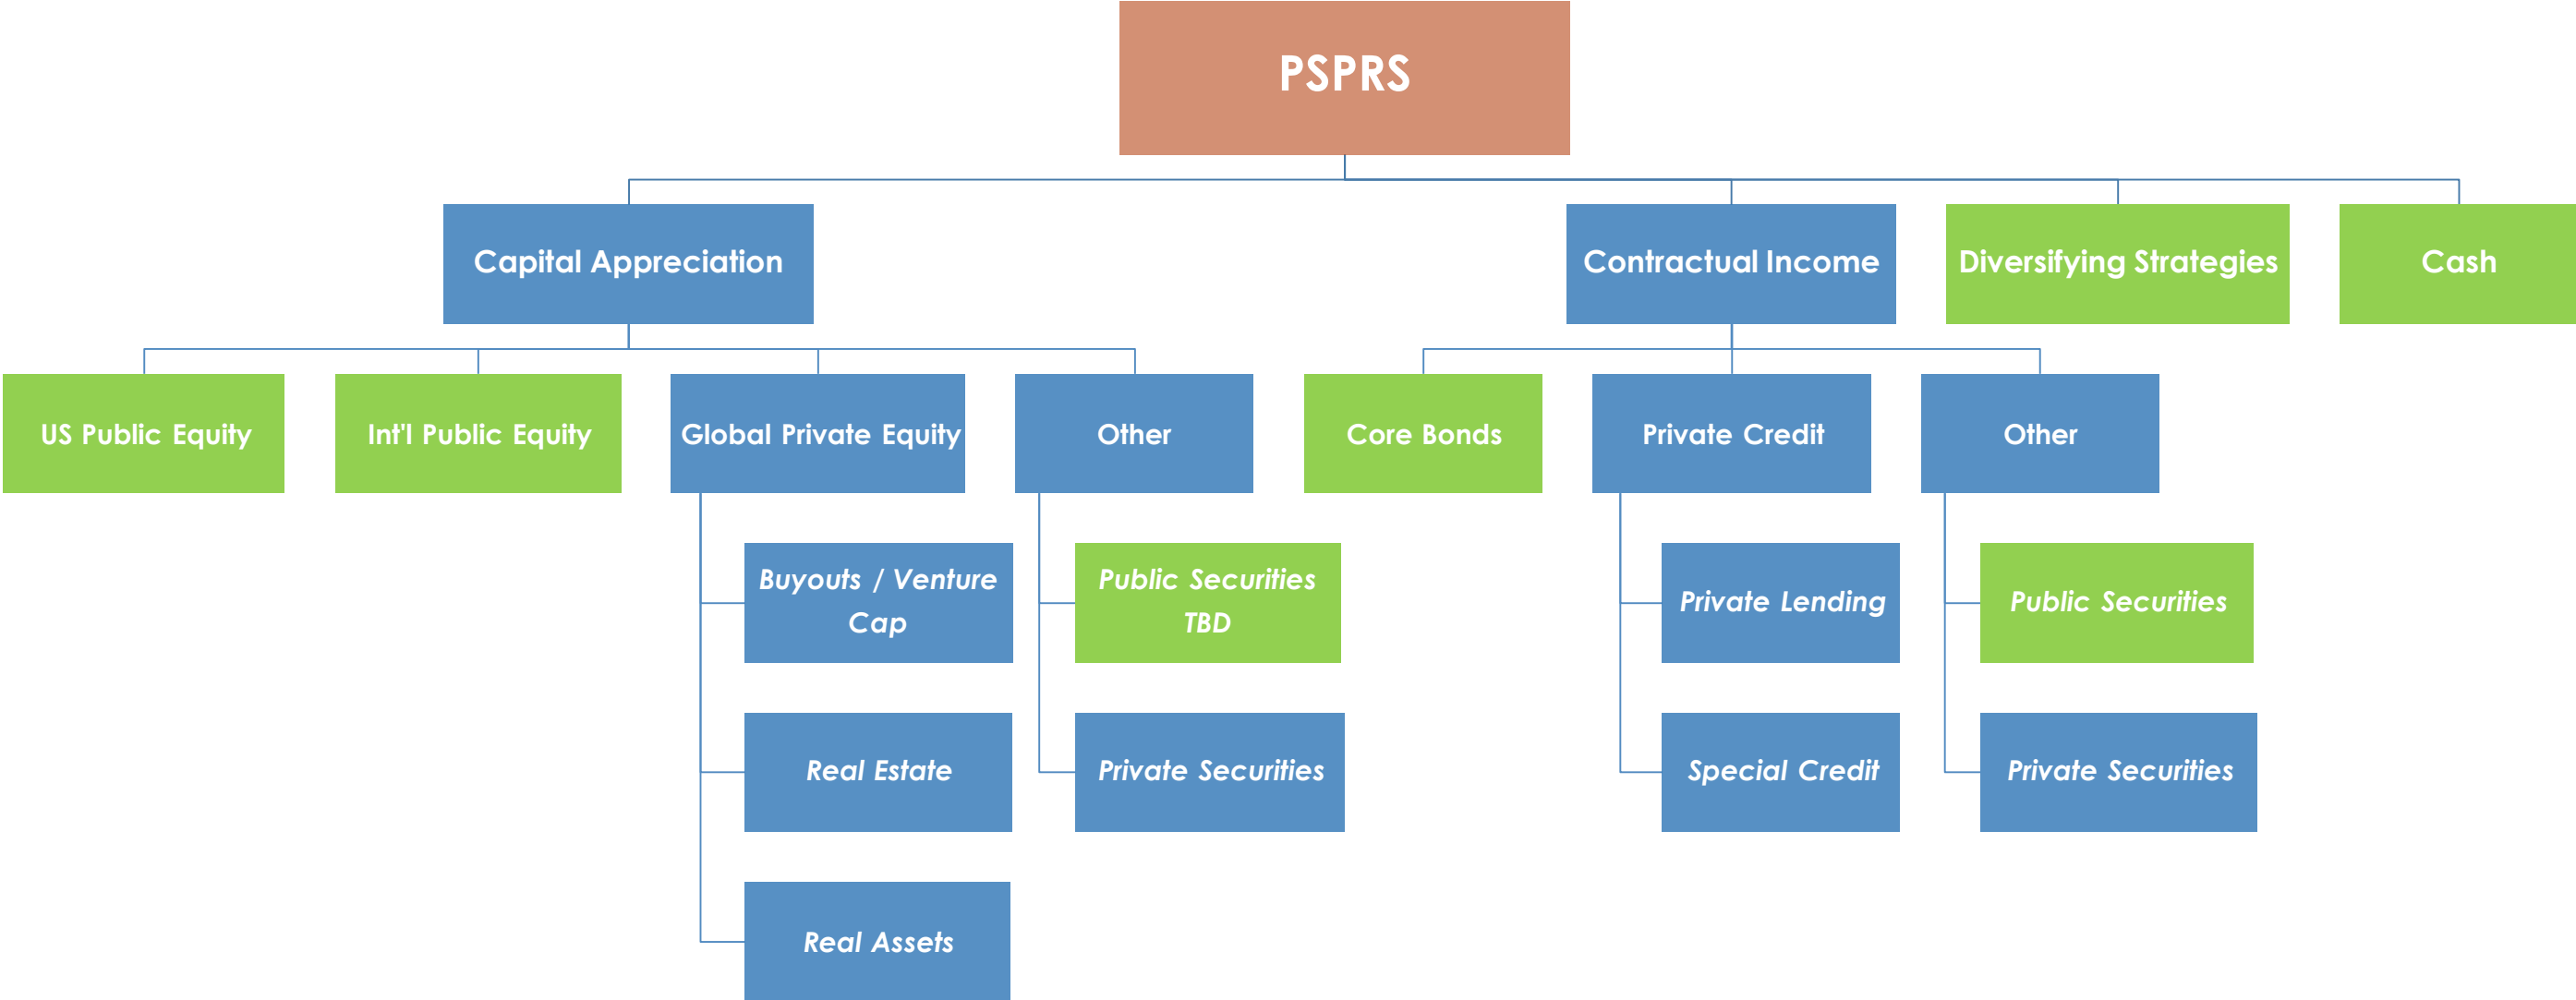 PSPRS
Capital Appreciation
Contractual Income
Diversifying Strategies
Cash
US Public Equity
Int'l Public Equity
Global Private Equity
Other
Core Bonds
Private Credit
Other
Buyouts / Venture
Cap
Public Securities
TBD
Private Lending
Public Securities
Real Estate
Private Securities
Special Credit
Private Securities
Real Assets